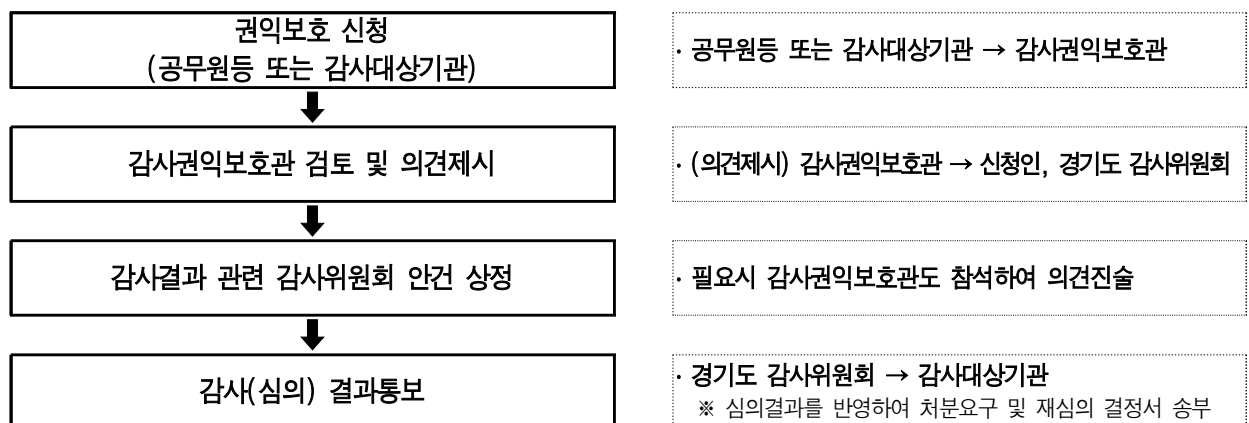 권익보호 신청
(공무원등 또는 감사대상기관)
· 공무원등 또는 감사대상기관 → 감사권익보호관
감사권익보호관 검토 및 의견제시
· (의견제시) 감사권익보호관 → 신청인, 경기도 감사위원회
감사결과 관련 감사위원회 안건 상정
· 필요시 감사권익보호관도 참석하여 의견진술
감사(심의) 결과통보
· 경기도 감사위원회 → 감사대상기관
※ 심의결과를 반영하여 처분요구 및 재심의 결정서 송부